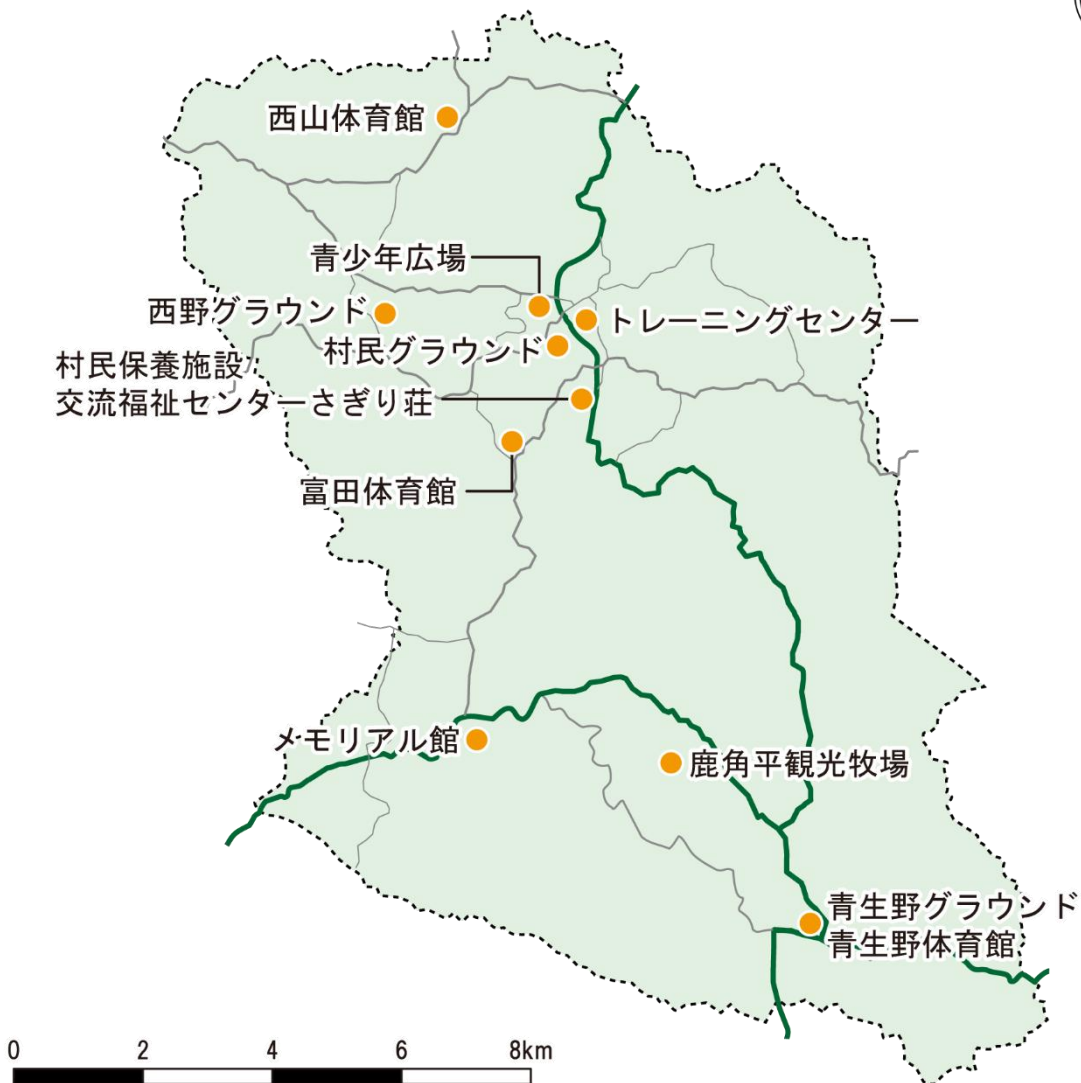 西山体育館
青少年広場
西野グラウンド
トレーニングセンター
村民グラウンド
村民保養施設
交流福祉センターさぎり荘
富田体育館
メモリアル館
鹿角平観光牧場
青生野グラウンド
青生野体育館
0 2 4 6 8km